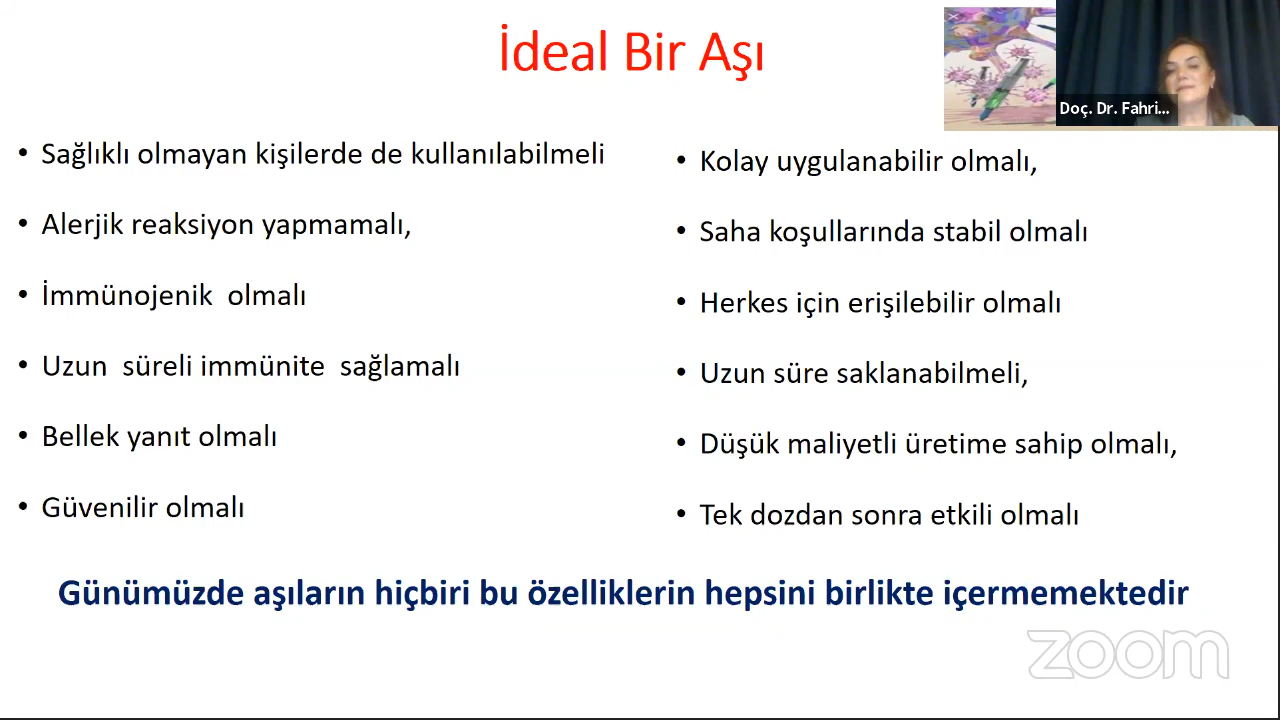 İdeal Bir Aşı
Doç. Dr. Fahri...
• Sağlıklı olmayan kişilerde de kullanılabilmeli
• Alerjik reaksiyon yapmamalı,
• İmmünojenik olmalı
• Uzun süreli immünite sağlamalı
• Bellek yanıt olmalı
• Güvenilir olmalı
• Kolay uygulanabilir olmalı,
• Saha koşullarında stabil olmalı
• Herkes için erişilebilir olmalı
• Uzun süre saklanabilmeli,
• Düşük maliyetli üretime sahip olmalı,
• Tek dozdan sonra etkili olmalı
Günümüzde aşıların hiçbiri bu özelliklerin hepsini birlikte içermemektedir
zoom